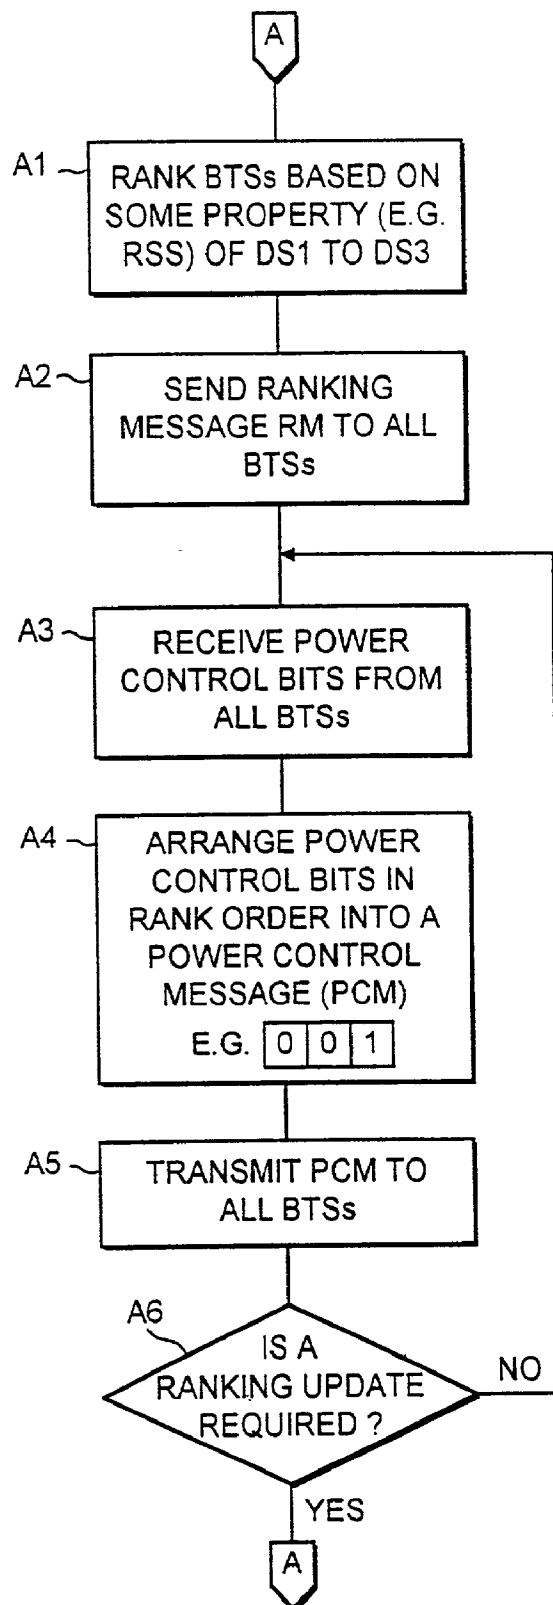 A
A1
RANK BTSs BASED ON
SOME PROPERTY (E.G.
RSS) OF DS1 TO DS3
A2
SEND RANKING
MESSAGE RM TO ALL
BTSs
A3
RECEIVE POWER
CONTROL BITS FROM
ALL BTSs
A4
ARRANGE POWER
CONTROL BITS IN
RANK ORDER INTO A
POWER CONTROL
MESSAGE (PCM)
E.G. 0 0 1
A5
TRANSMIT PCM TO
ALL BTSs
A6
IS A
RANKING UPDATE
REQUIRED ?
NO
YES
A